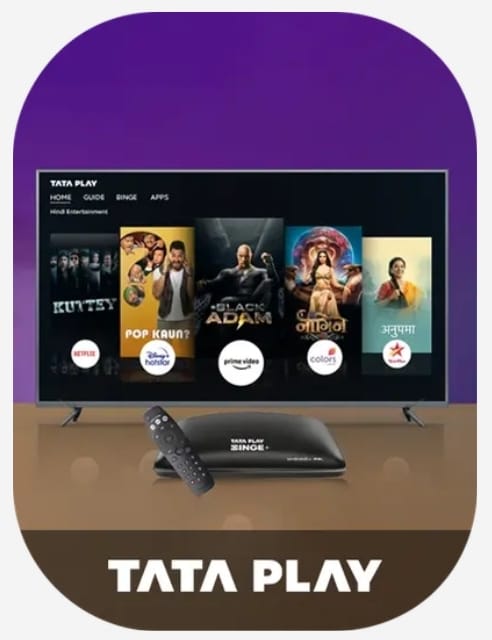 TATA PLAY
HOME GUIDE BINGE APPS
Hindi Entertainment
KUTTEY
POP KAUN?
BLACK
ADAM
नागिन
अनुपमा
NETFLIX
Disney+
hotstar
prime video
colors
StarPlus
TATA PLAY
BINGE+
TATA PLAY